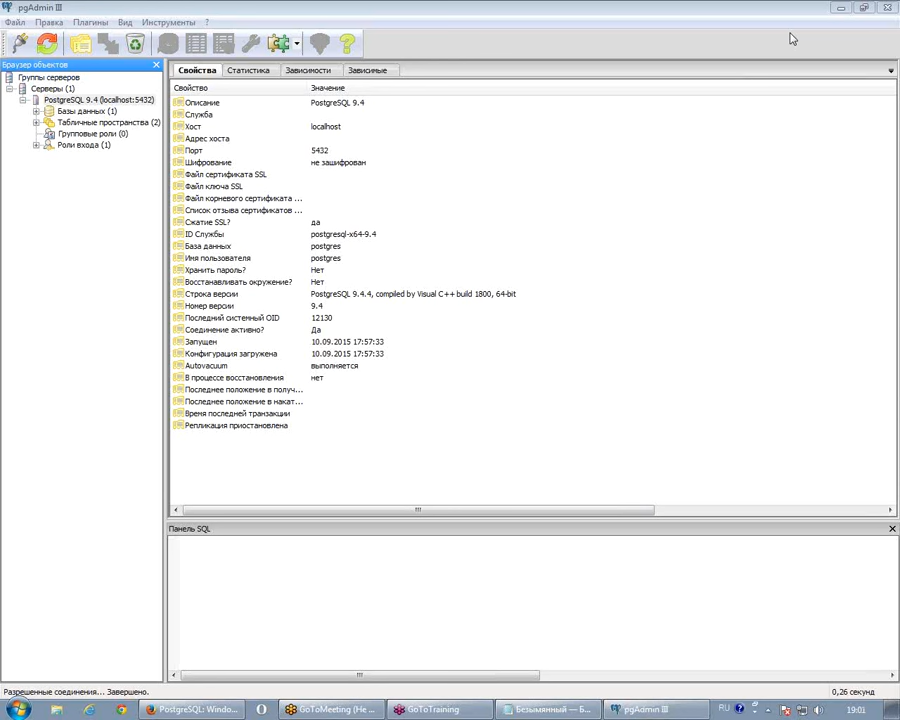 pgAdmin III
Файл Правка Плагины Вид Инструменты ?
Браузер объектов
Группы серверов
Серверы (1)
PostgreSQL 9.4 (localhost:5432)
Базы данных (1)
Табличные пространства (2)
Групповые роли (0)
Роли входа (1)
Свойства Статистика Зависимости Зависимые
Свойство Значение
Описание PostgreSQL 9.4
Служба
Хост localhost
Адрес хоста
Порт 5432
Шифрование не зашифрован
Файл сертификата SSL
Файл ключа SSL
Файл корневого сертификата ...
Список отзыва сертификатов ...
Сжатие SSL? да
ID Службы postgresql-x64-9.4
База данных postgres
Имя пользователя postgres
Хранить пароль? Нет
Восстанавливать окружение? Нет
Строка версии PostgreSQL 9.4.4, compiled by Visual C++ build 1800, 64-bit
Номер версии 9.4
Последний системный OID 12130
Соединение активно? Да
Запущен 10.09.2015 17:57:33
Конфигурация загружена 10.09.2015 17:57:33
Autovacuum выполняется
В процессе восстановления нет
Последнее положение в получ...
Последнее положение в накат...
Время последней транзакции
Репликация приостановлена
Панель SQL
Разрешенные соединения... Завершено. 0,26 секунд
PostgreSQL: Windo... GoToMeeting (Не ... GoToTraining Безымянный — Б... pgAdmin III RU 19:01